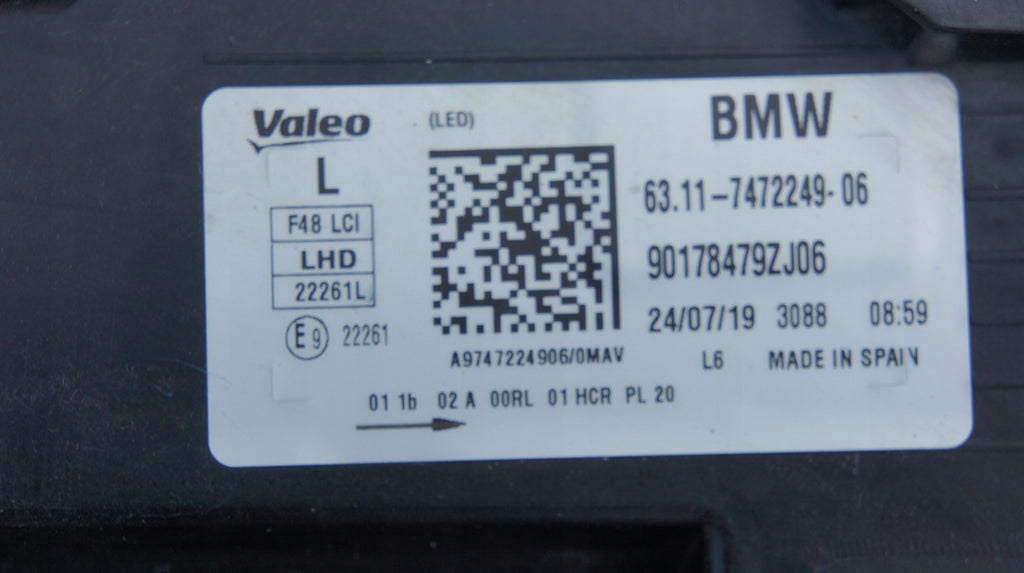 Valeo (LED) BMW
L
F48 LCI
LHD
22261L
E9 22261
63.11-7472249-06
90178479ZJ06
24/07/19 3088 08:59
A9747224906/0MAV
L6 MADE IN SPAIN
01 1b 02 A 00RL 01 HCR PL 20